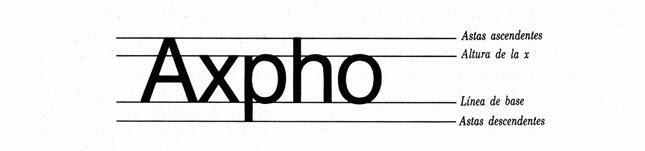 Axpho
Astas ascendentes
Altura de la x
Línea de base
Astas descendentes